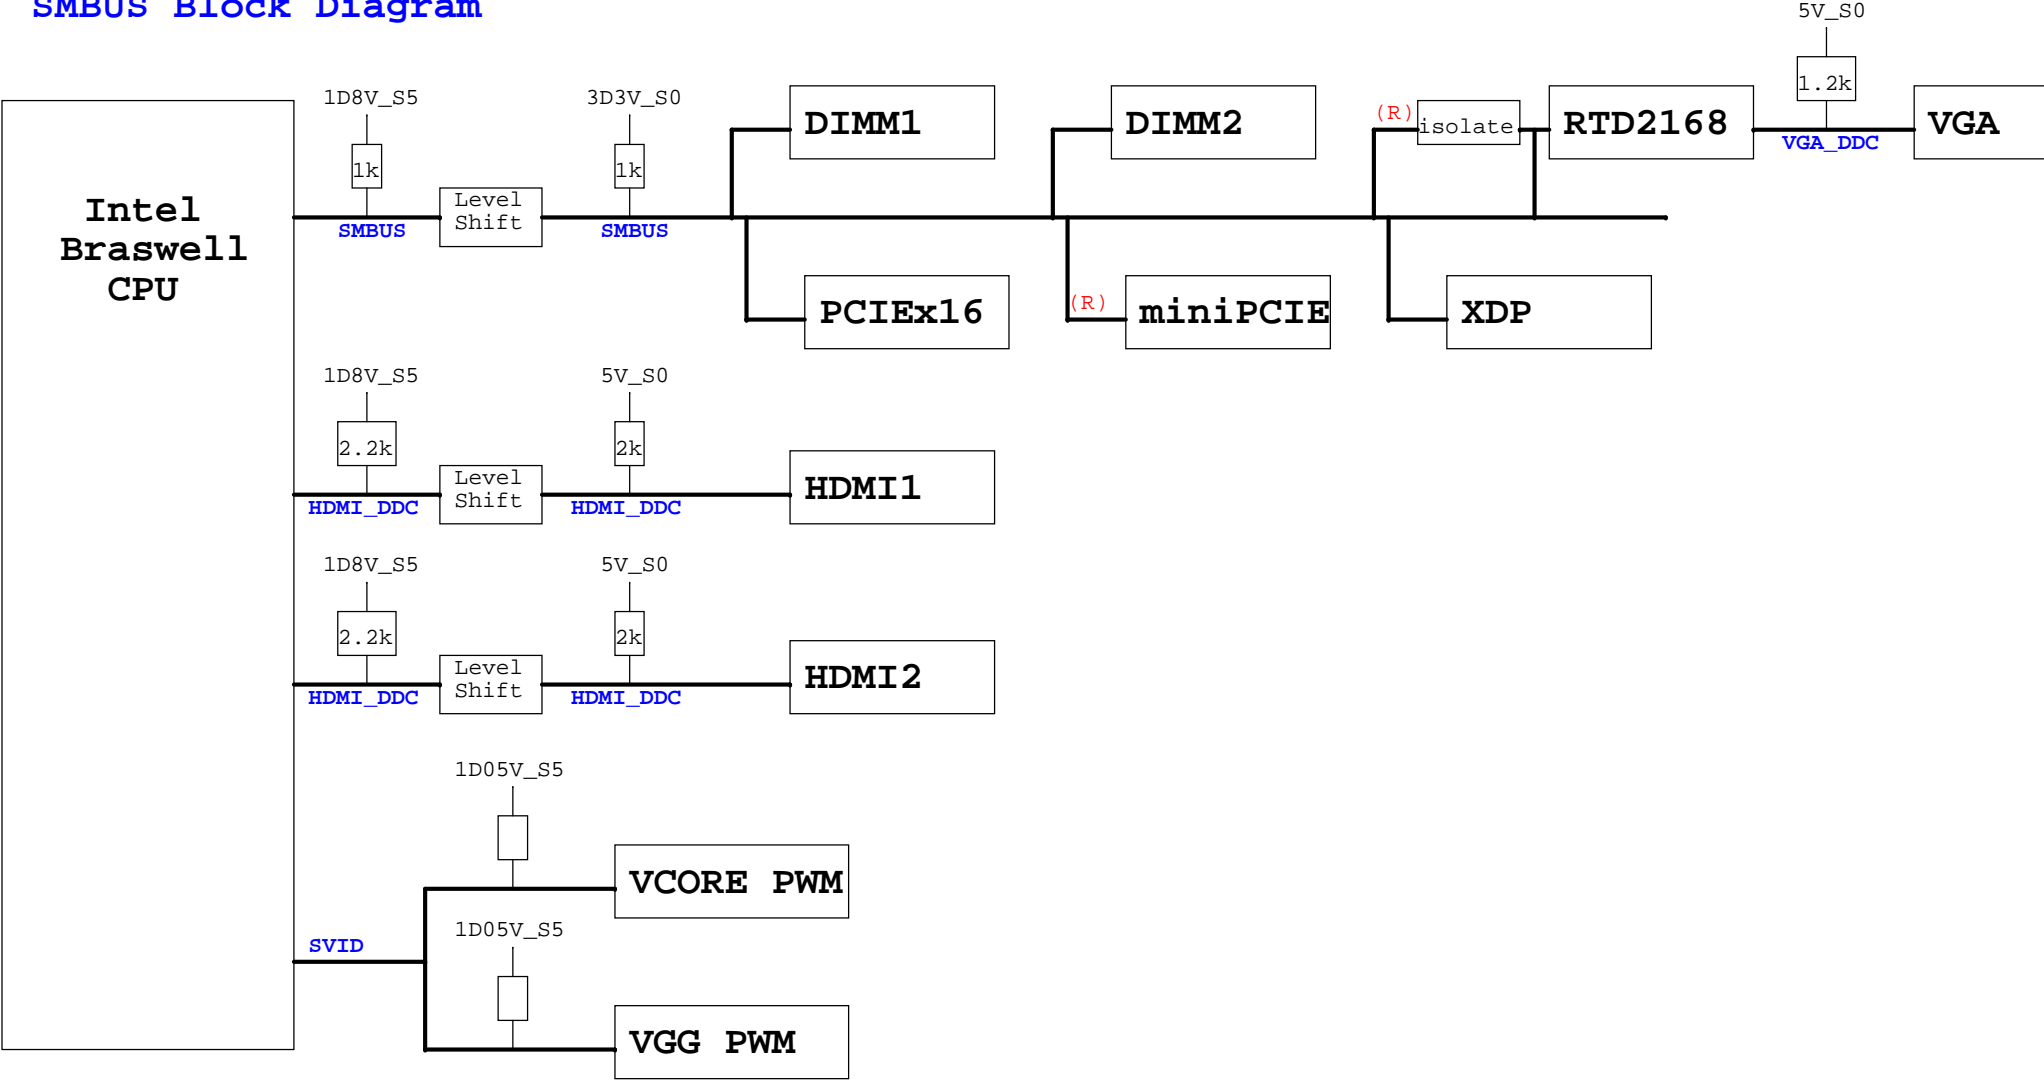 SMBUS Block Diagram
5V_S0
1.2k
1D8V_S5
3D3V_S0
1k
1k
DIMM1
DIMM2
(R)
isolate
RTD2168
VGA_DDC
VGA
Intel
Braswell
CPU
Level
Shift
SMBUS
SMBUS
PCIEx16
(R)
miniPCIE
XDP
1D8V_S5
5V_S0
2.2k
2k
Level
Shift
HDMI_DDC
HDMI_DDC
HDMI1
1D8V_S5
5V_S0
2.2k
2k
Level
Shift
HDMI_DDC
HDMI_DDC
HDMI2
1D05V_S5
VCORE PWM
1D05V_S5
SVID
VGG PWM